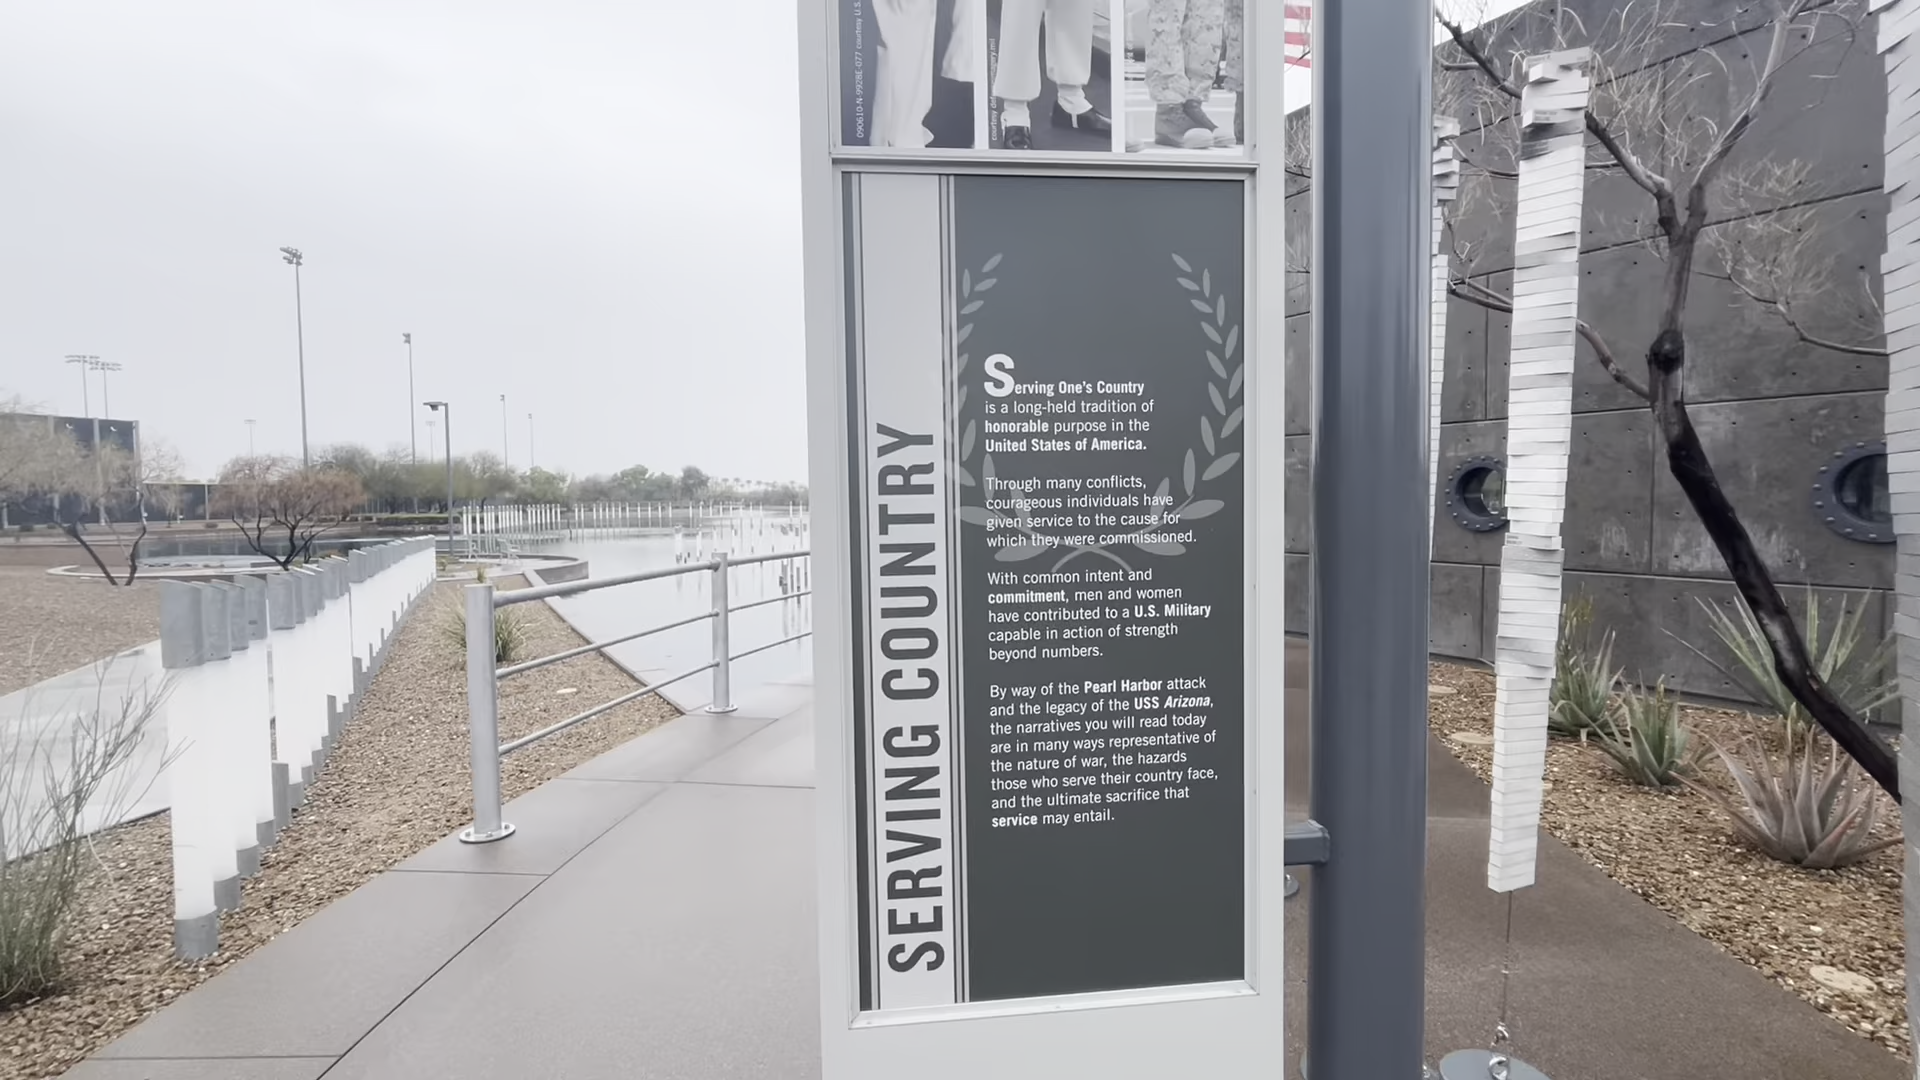 090610-N-9928E-077 courtesy U.S.
SERVING COUNTRY
Serving One's Country
is a long-held tradition of
honorable purpose in the
United States of America.
Through many conflicts,
courageous individuals have
given service to the cause for
which they were commissioned.
With common intent and
commitment, men and women
have contributed to a U.S. Military
capable in action of strength
beyond numbers.
By way of the Pearl Harbor attack
and the legacy of the USS Arizona,
the narratives you will read today
are in many ways representative of
the nature of war, the hazards
those who serve their country face,
and the ultimate sacrifice that
service may entail.